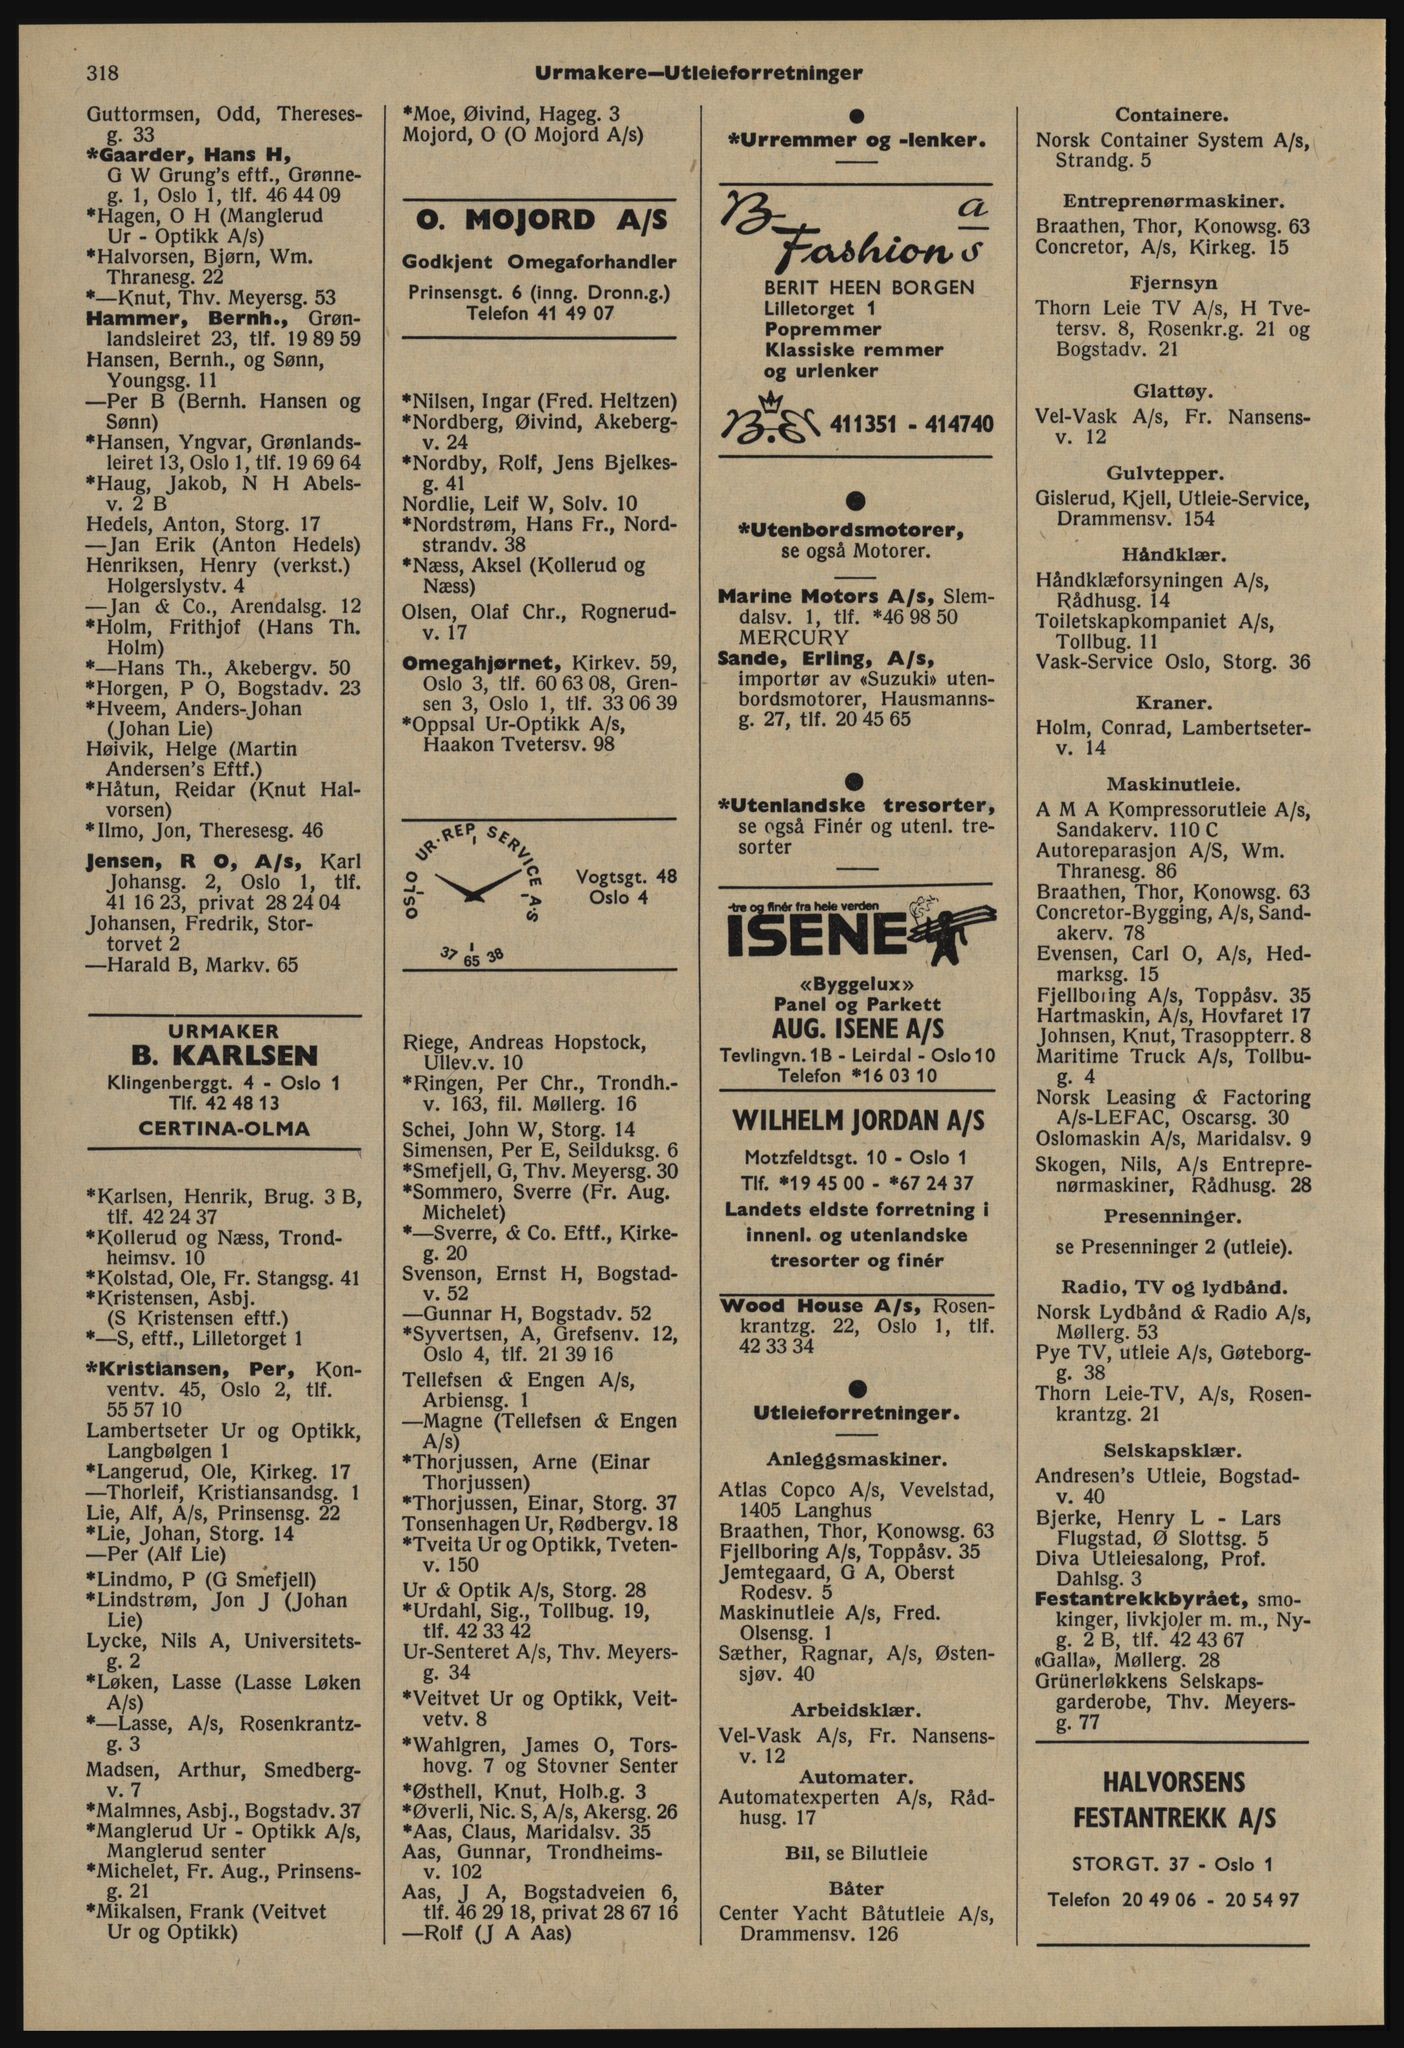 318
Urmakere—Utleieforretninger
Guttormsen, Odd, Thereses-
g. 33
*Gaarder, Hans H,
G W Grung's eftf., Grønne-
g. 1, Oslo 1, tlf. 46 44 09
*Hagen, O H (Manglerud
Ur - Optikk A/s)
*Halvorsen, Bjørn, Wm.
Thranesg. 22
*—Knut, Thv. Meyersg. 53
Hammer, Bernh., Grøn-
landsleiret 23, tlf. 19 89 59
Hansen, Bernh., og Sønn,
Youngsg. 11
—Per B (Bernh. Hansen og
Sønn)
*Hansen, Yngvar, Grønlands-
leiret 13, Oslo 1, tlf. 19 69 64
*Haug, Jakob, N H Abels-
v. 2 B
Hedels, Anton, Storg. 17
—Jan Erik (Anton Hedels)
Henriksen, Henry (verkst.)
Holgerslystv. 4
—Jan & Co., Arendalsg. 12
*Holm, Frithjof (Hans Th.
Holm)
*—Hans Th., Åkebergv. 50
*Horgen, P O, Bogstadv. 23
*Hveem, Anders-Johan
(Johan Lie)
Høivik, Helge (Martin
Andersen's Eftf.)
*Håtun, Reidar (Knut Hal-
vorsen)
*Ilmo, Jon, Theresesg. 46
Jensen, R O, A/s, Karl
Johansg. 2, Oslo 1, tlf.
41 16 23, privat 28 24 04
Johansen, Fredrik, Stor-
torvet 2
—Harald B, Markv. 65
URMAKER
B. KARLSEN
Klingenberggt. 4 - Oslo 1
Tlf. 42 48 13
CERTINA-OLMA
*Karlsen, Henrik, Brug. 3 B,
tlf. 42 24 37
*Kollerud og Næss, Trond-
heimsv. 10
*Kolstad, Ole, Fr. Stangsg. 41
*Kristensen, Asbj.
(S Kristensen eftf.)
*—S, eftf., Lilletorget 1
*Kristiansen, Per, Kon-
ventv. 45, Oslo 2, tlf.
55 57 10
Lambertseter Ur og Optikk,
Langbølgen 1
*Langerud, Ole, Kirkeg. 17
—Thorleif, Kristiansandsg. 1
Lie, Alf, A/s, Prinsensg. 22
*Lie, Johan, Storg. 14
—Per (Alf Lie)
*Lindmo, P (G Smefjell)
*Lindstrøm, Jon J (Johan
Lie)
Lycke, Nils A, Universitets-
g. 2
*Løken, Lasse (Lasse Løken
A/s)
*—Lasse, A/s, Rosenkrantz-
g. 3
Madsen, Arthur, Smedberg-
v. 7
*Malmnes, Asbj., Bogstadv. 37
*Manglerud Ur - Optikk A/s,
Manglerud senter
*Michelet, Fr. Aug., Prinsens-
g. 21
*Mikalsen, Frank (Veitvet
Ur og Optikk)
*Moe, Øivind, Hageg. 3
Mojord, O (O Mojord A/s)
O. MOJORD A/S
Godkjent Omegaforhandler
Prinsensgt. 6 (inng. Dronn.g.)
Telefon 41 49 07
*Nilsen, Ingar (Fred. Heltzen)
*Nordberg, Øivind, Åkeberg-
v. 24
*Nordby, Rolf, Jens Bjelkes-
g. 41
Nordlie, Leif W, Solv. 10
*Nordstrøm, Hans Fr., Nord-
strandv. 38
*Næss, Aksel (Kollerud og
Næss)
Olsen, Olaf Chr., Rognerud-
v. 17
Omegahjørnet, Kirkev. 59,
Oslo 3, tlf. 60 63 08, Gren-
sen 3, Oslo 1, tlf. 33 06 39
*Oppsal Ur-Optikk A/s,
Haakon Tvetersv. 98
OSLO UR-REP. SERVICE A.S
37 65 38
Vogtsgt. 48
Oslo 4
Riege, Andreas Hopstock,
Ullev.v. 10
*Ringen, Per Chr., Trondh.-
v. 163, fil. Møllerg. 16
Schei, John W, Storg. 14
Simensen, Per E, Seilduksg. 6
*Smefjell, G, Thv. Meyersg. 30
*Sommero, Sverre (Fr. Aug.
Michelet)
*—Sverre, & Co. Eftf., Kirke-
g. 20
Svenson, Ernst H, Bogstad-
v. 52
—Gunnar H, Bogstadv. 52
*Syvertsen, A, Grefsenv. 12,
Oslo 4, tlf. 21 39 16
Tellefsen & Engen A/s,
Arbiensg. 1
—Magne (Tellefsen & Engen
A/s)
*Thorjussen, Arne (Einar
Thorjussen)
*Thorjussen, Einar, Storg. 37
Tonsenhagen Ur, Rødbergv. 18
*Tveita Ur og Optikk, Tveten-
v. 150
Ur & Optik A/s, Storg. 28
*Urdahl, Sig., Tollbug. 19,
tlf. 42 33 42
Ur-Senteret A/s, Thv. Meyers-
g. 34
*Veitvet Ur og Optikk, Veit-
vetv. 8
*Wahlgren, James O, Tors-
hovg. 7 og Stovner Senter
*Østhell, Knut, Holb.g. 3
*Øverli, Nic. S, A/s, Akersg. 26
*Aas, Claus, Maridalsv. 35
Aas, Gunnar, Trondheims-
v. 102
Aas, J A, Bogstadveien 6,
tlf. 46 29 18, privat 28 67 16
—Rolf (J A Aas)
*Urremmer og -lenker.
B a
Fashions
BERIT HEEN BORGEN
Lilletorget 1
Popremmer
Klassiske remmer
og urlenker
411351 - 414740
*Utenbordsmotorer,
se også Motorer.
Marine Motors A/s, Slem-
dalsv. 1, tlf. *46 98 50
MERCURY
Sande, Erling, A/s,
importør av «Suzuki» uten-
bordsmotorer, Hausmanns-
g. 27, tlf. 20 45 65
*Utenlandske tresorter,
se også Finér og utenl. tre-
sorter
-tre og finér fra hele verden
ISENE
«Byggelux»
Panel og Parkett
AUG. ISENE A/S
Tevlingvn. 1B - Leirdal - Oslo 10
Telefon *16 03 10
WILHELM JORDAN A/S
Motzfeldtsgt. 10 - Oslo 1
Tlf. *19 45 00 - *67 24 37
Landets eldste forretning i
innenl. og utenlandske
tresorter og finér
Wood House A/s, Rosen-
krantzg. 22, Oslo 1, tlf.
42 33 34
Utleieforretninger.
Anleggsmaskiner.
Atlas Copco A/s, Vevelstad,
1405 Langhus
Braathen, Thor, Konowsg. 63
Fjellboring A/s, Toppåsv. 35
Jemtegaard, G A, Oberst
Rodesv. 5
Maskinutleie A/s, Fred.
Olsensg. 1
Sæther, Ragnar, A/s, Østen-
sjøv. 40
Arbeidsklær.
Vel-Vask A/s, Fr. Nansens-
v. 12
Automater.
Automatexperten A/s, Råd-
husg. 17
Bil, se Bilutleie
Båter
Center Yacht Båtutleie A/s,
Drammensv. 126
Containere.
Norsk Container System A/s,
Strandg. 5
Entreprenørmaskiner.
Braathen, Thor, Konowsg. 63
Concretor, A/s, Kirkeg. 15
Fjernsyn
Thorn Leie TV A/s, H Tve-
tersv. 8, Rosenkr.g. 21 og
Bogstadv. 21
Glattøy.
Vel-Vask A/s, Fr. Nansens-
v. 12
Gulvtepper.
Gislerud, Kjell, Utleie-Service,
Drammensv. 154
Håndklær.
Håndklæforsyningen A/s,
Rådhusg. 14
Toiletskapkompaniet A/s,
Tollbug. 11
Vask-Service Oslo, Storg. 36
Kraner.
Holm, Conrad, Lambertseter-
v. 14
Maskinutleie.
A M A Kompressorutleie A/s,
Sandakerv. 110 C
Autoreparasjon A/S, Wm.
Thranesg. 86
Braathen, Thor, Konowsg. 63
Concretor-Bygging, A/s, Sand-
akerv. 78
Evensen, Carl O, A/s, Hed-
marksg. 15
Fjellboring A/s, Toppåsv. 35
Hartmaskin, A/s, Hovfaret 17
Johnsen, Knut, Trasoppterr. 8
Maritime Truck A/s, Tollbu-
g. 4
Norsk Leasing & Factoring
A/s-LEFAC, Oscarsg. 30
Oslomaskin A/s, Maridalsv. 9
Skogen, Nils, A/s Entrepre-
nørmaskiner, Rådhusg. 28
Presenninger.
se Presenninger 2 (utleie).
Radio, TV og lydbånd.
Norsk Lydbånd & Radio A/s,
Møllerg. 53
Pye TV, utleie A/s, Gøteborg-
g. 38
Thorn Leie-TV, A/s, Rosen-
krantzg. 21
Selskapsklær.
Andresen's Utleie, Bogstad-
v. 40
Bjerke, Henry L - Lars
Flugstad, Ø Slottsg. 5
Diva Utleiesalong, Prof.
Dahlsg. 3
Festantrekkbyrået, smo-
kinger, livkjoler m. m., Ny-
g. 2 B, tlf. 42 43 67
«Galla», Møllerg. 28
Grünerløkkens Selskaps-
garderobe, Thv. Meyers-
g. 77
HALVORSENS
FESTANTREKK A/S
STORGT. 37 - Oslo 1
Telefon 20 49 06 - 20 54 97